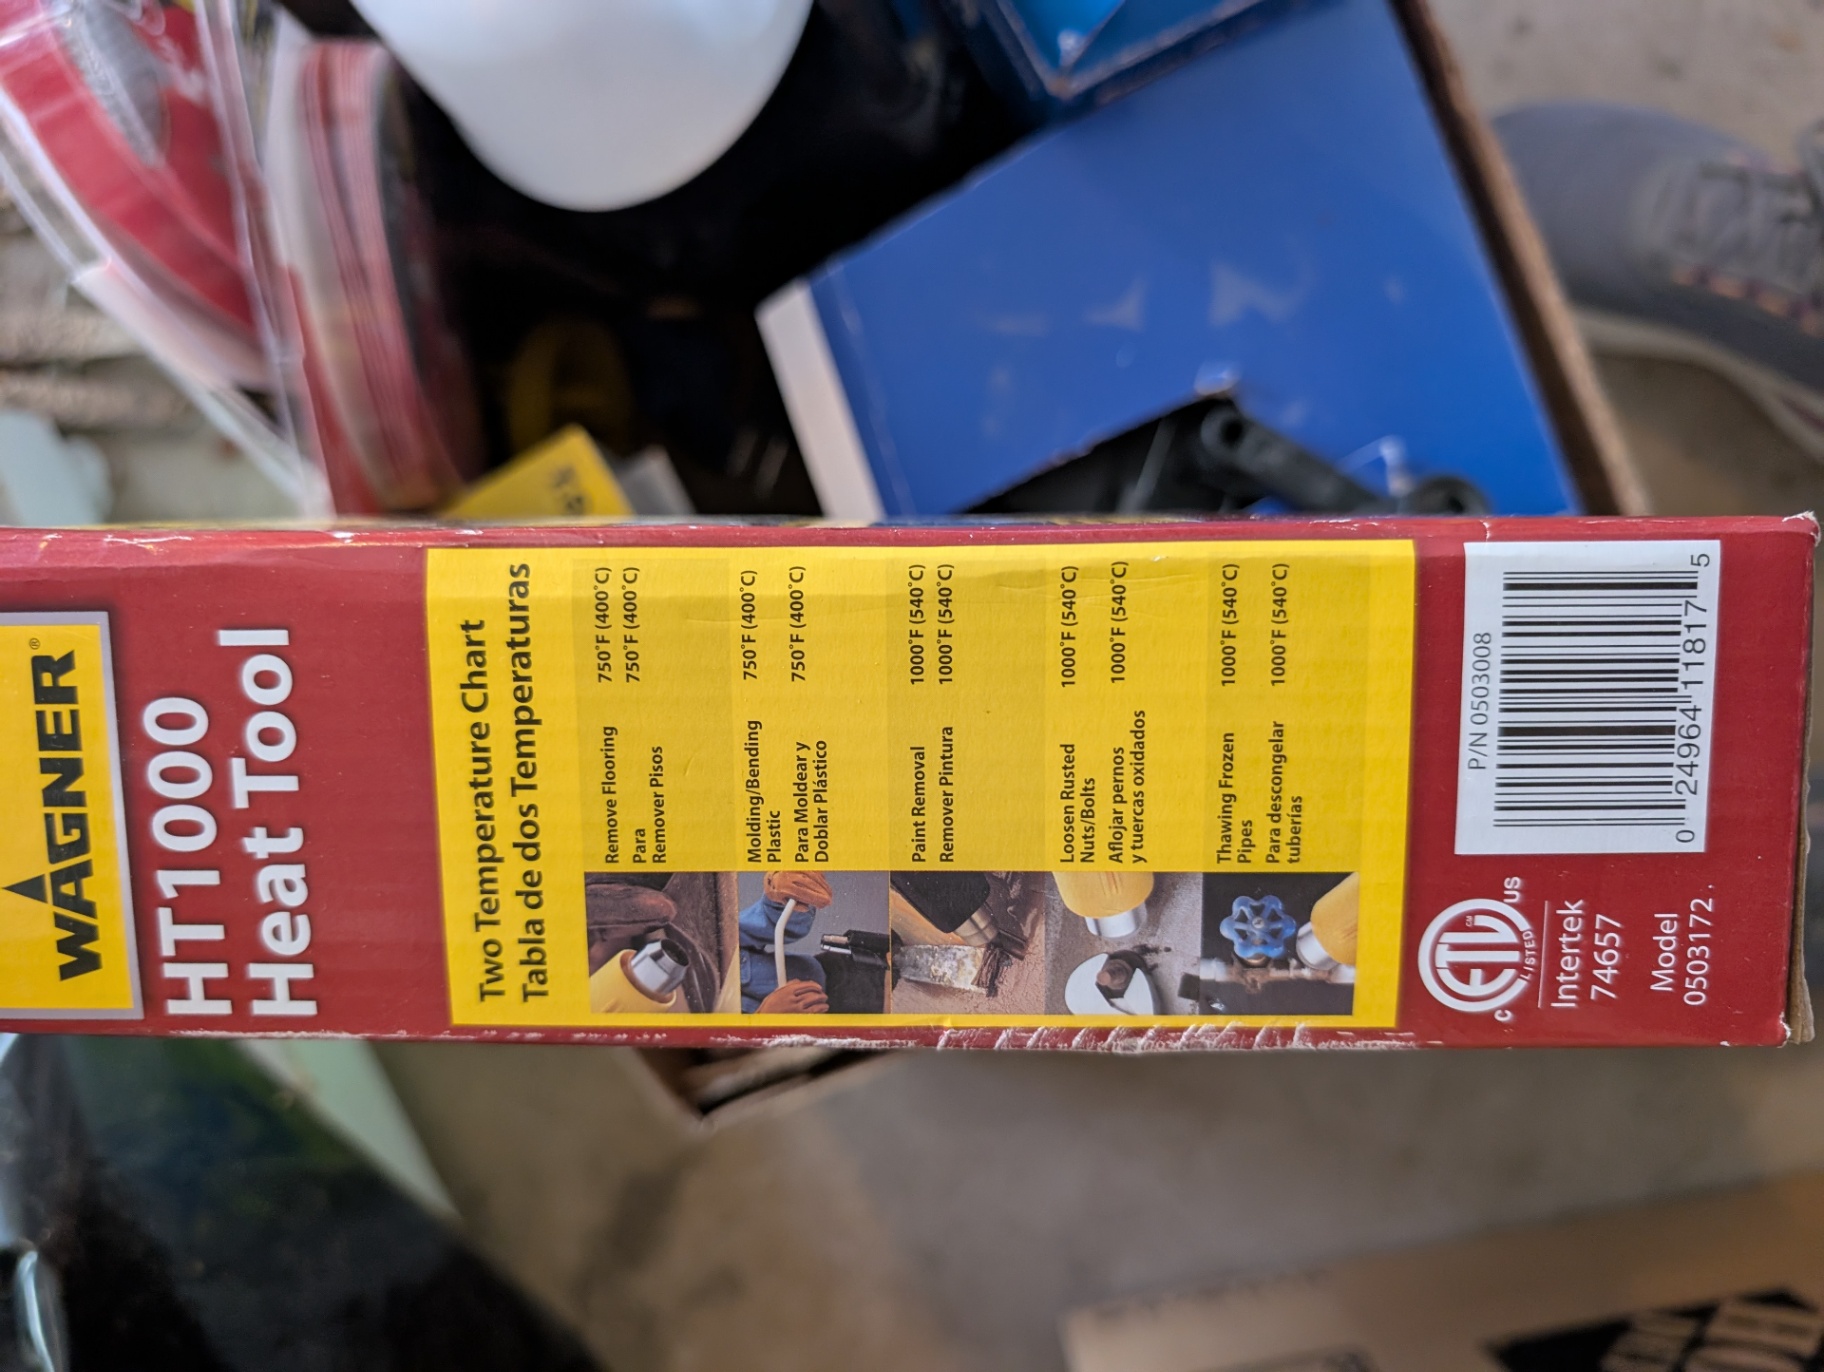 WAGNER®
HT1000
Heat Tool
Two Temperature Chart
Tabla de dos Temperaturas
Remove Flooring 750°F (400°C)
Para 750°F (400°C)
Remover Pisos
Molding/Bending 750°F (400°C)
Plastic
Para Moldear y 750°F (400°C)
Doblar Plástico
Paint Removal 1000°F (540°C)
Remover Pintura 1000°F (540°C)
Loosen Rusted 1000°F (540°C)
Nuts/Bolts
Aflojar pernos 1000°F (540°C)
y tuercas oxidados
Thawing Frozen 1000°F (540°C)
Pipes
Para descongelar 1000°F (540°C)
tuberías
P/N 0503008
0 24964 11817 5
ETL
CM
LISTED
C US
Intertek
74657
Model
0503172.